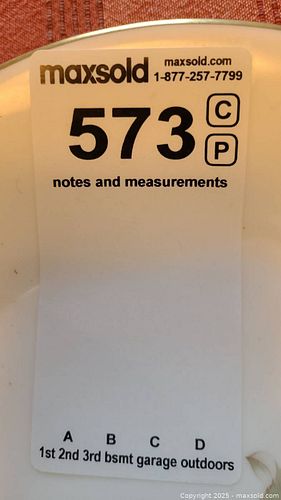 maxsold maxsold.com
1-877-257-7799
573 C
P
notes and measurements
A B C D
1st 2nd 3rd bsmt garage outdoors
Copyright 2025 - maxsold.com